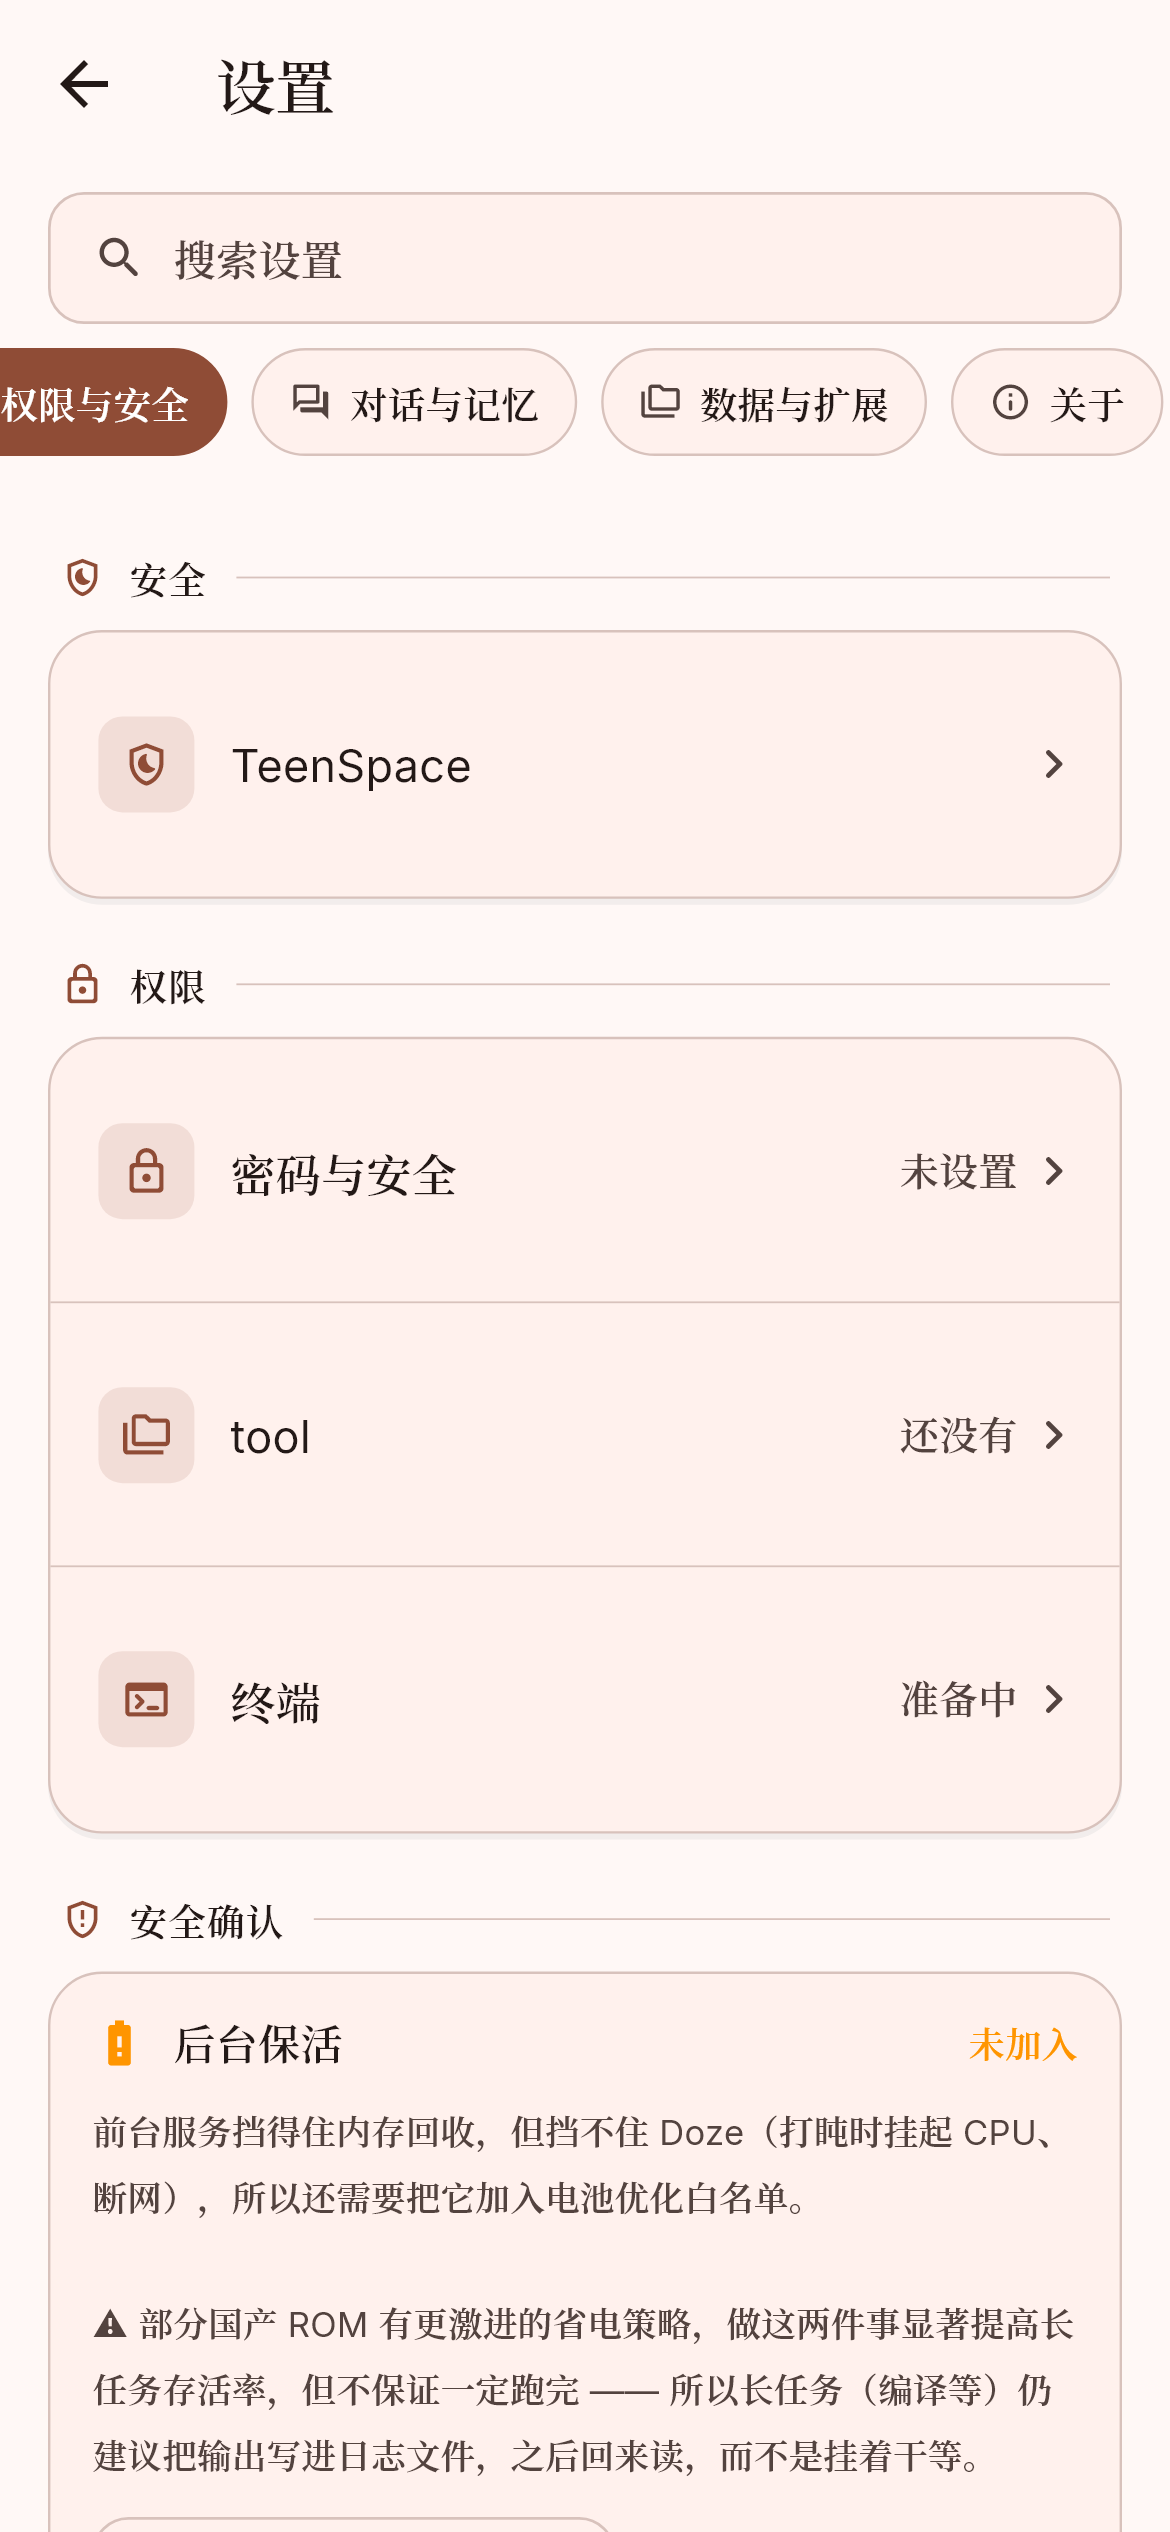 设置
搜索设置
权限与安全
对话与记忆
数据与扩展
关于
安全
TeenSpace
权限
密码与安全
未设置
tool
还没有
终端
准备中
安全确认
后台保活
未加入
前台服务挡得住内存回收，但挡不住 Doze（打盹时挂起 CPU、
断网），所以还需要把它加入电池优化白名单。
⚠ 部分国产 ROM 有更激进的省电策略，做这两件事显著提高长
任务存活率，但不保证一定跑完 —— 所以长任务（编译等）仍
建议把输出写进日志文件，之后回来读，而不是挂着干等。